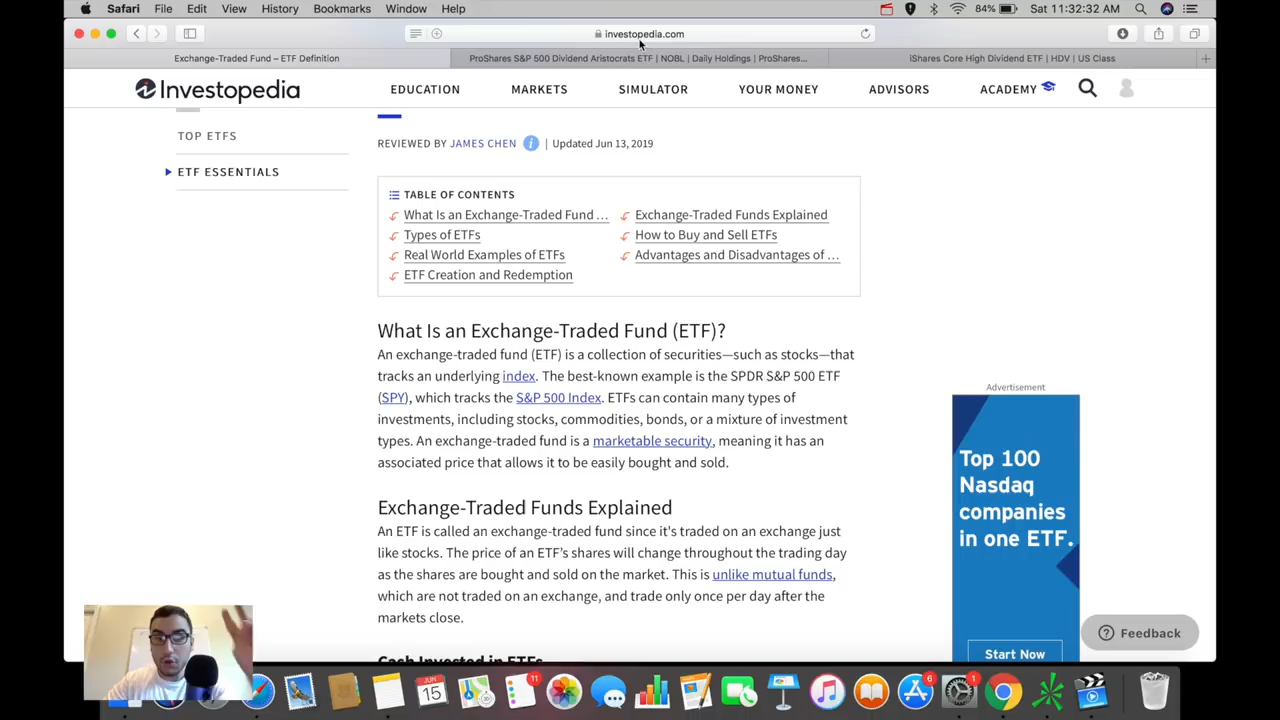 Safari File Edit View History Bookmarks Window Help
84% Sat 11:32:32 AM
investopedia.com
Exchange-Traded Fund – ETF Definition
ProShares S&P 500 Dividend Aristocrats ETF | NOBL | Daily Holdings | ProShares...
iShares Core High Dividend ETF | HDV | US Class
Investopedia
EDUCATION MARKETS SIMULATOR YOUR MONEY ADVISORS ACADEMY
TOP ETFS
ETF ESSENTIALS
REVIEWED BY JAMES CHEN | Updated Jun 13, 2019
TABLE OF CONTENTS
What Is an Exchange-Traded Fund ... Exchange-Traded Funds Explained
Types of ETFs How to Buy and Sell ETFs
Real World Examples of ETFs Advantages and Disadvantages of ...
ETF Creation and Redemption
What Is an Exchange-Traded Fund (ETF)?
An exchange-traded fund (ETF) is a collection of securities—such as stocks—that
tracks an underlying index. The best-known example is the SPDR S&P 500 ETF
(SPY), which tracks the S&P 500 Index. ETFs can contain many types of
investments, including stocks, commodities, bonds, or a mixture of investment
types. An exchange-traded fund is a marketable security, meaning it has an
associated price that allows it to be easily bought and sold.
Exchange-Traded Funds Explained
An ETF is called an exchange-traded fund since it's traded on an exchange just
like stocks. The price of an ETF’s shares will change throughout the trading day
as the shares are bought and sold on the market. This is unlike mutual funds,
which are not traded on an exchange, and trade only once per day after the
markets close.
Cash Invested in ETFs
Advertisement
Top 100
Nasdaq
companies
in one ETF.
Start Now
Feedback
JUN
15
11
6
1